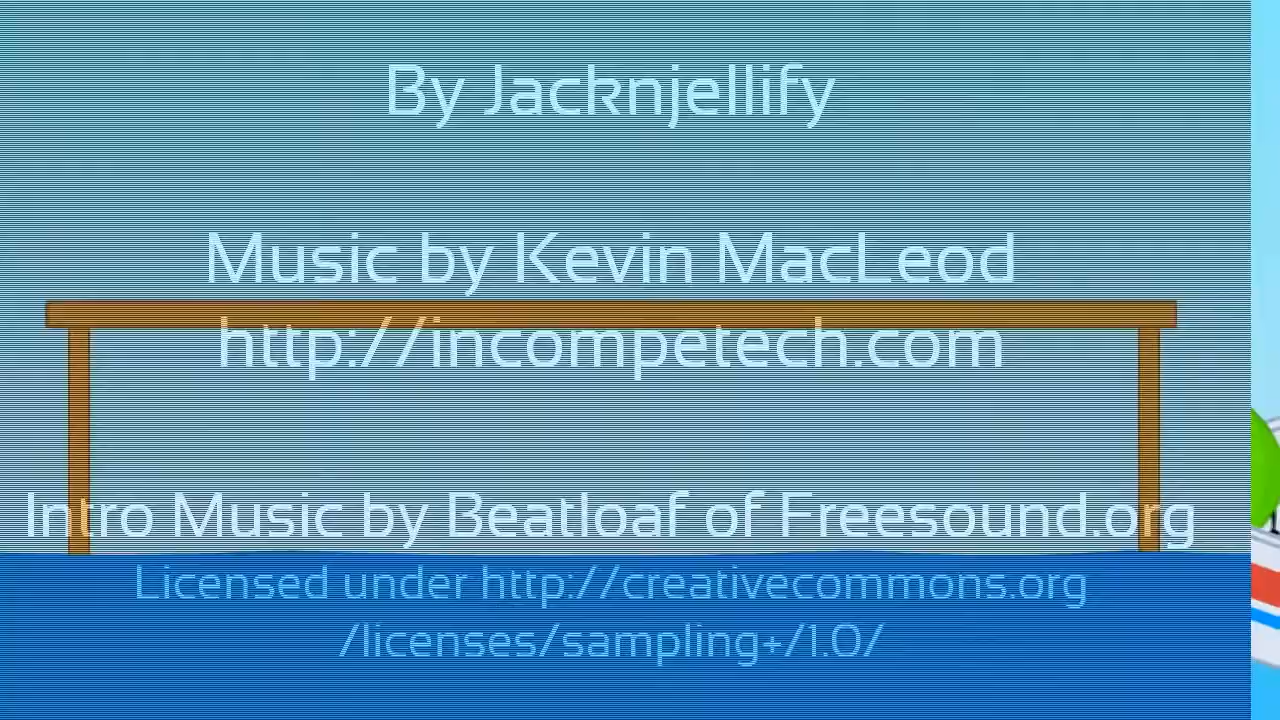 By Jacknjellify
Music by Kevin MacLeod
http://incompetech.com
Intro Music by Beatloaf of Freesound.org
Licensed under http://creativecommons.org
/licenses/sampling+/1.0/